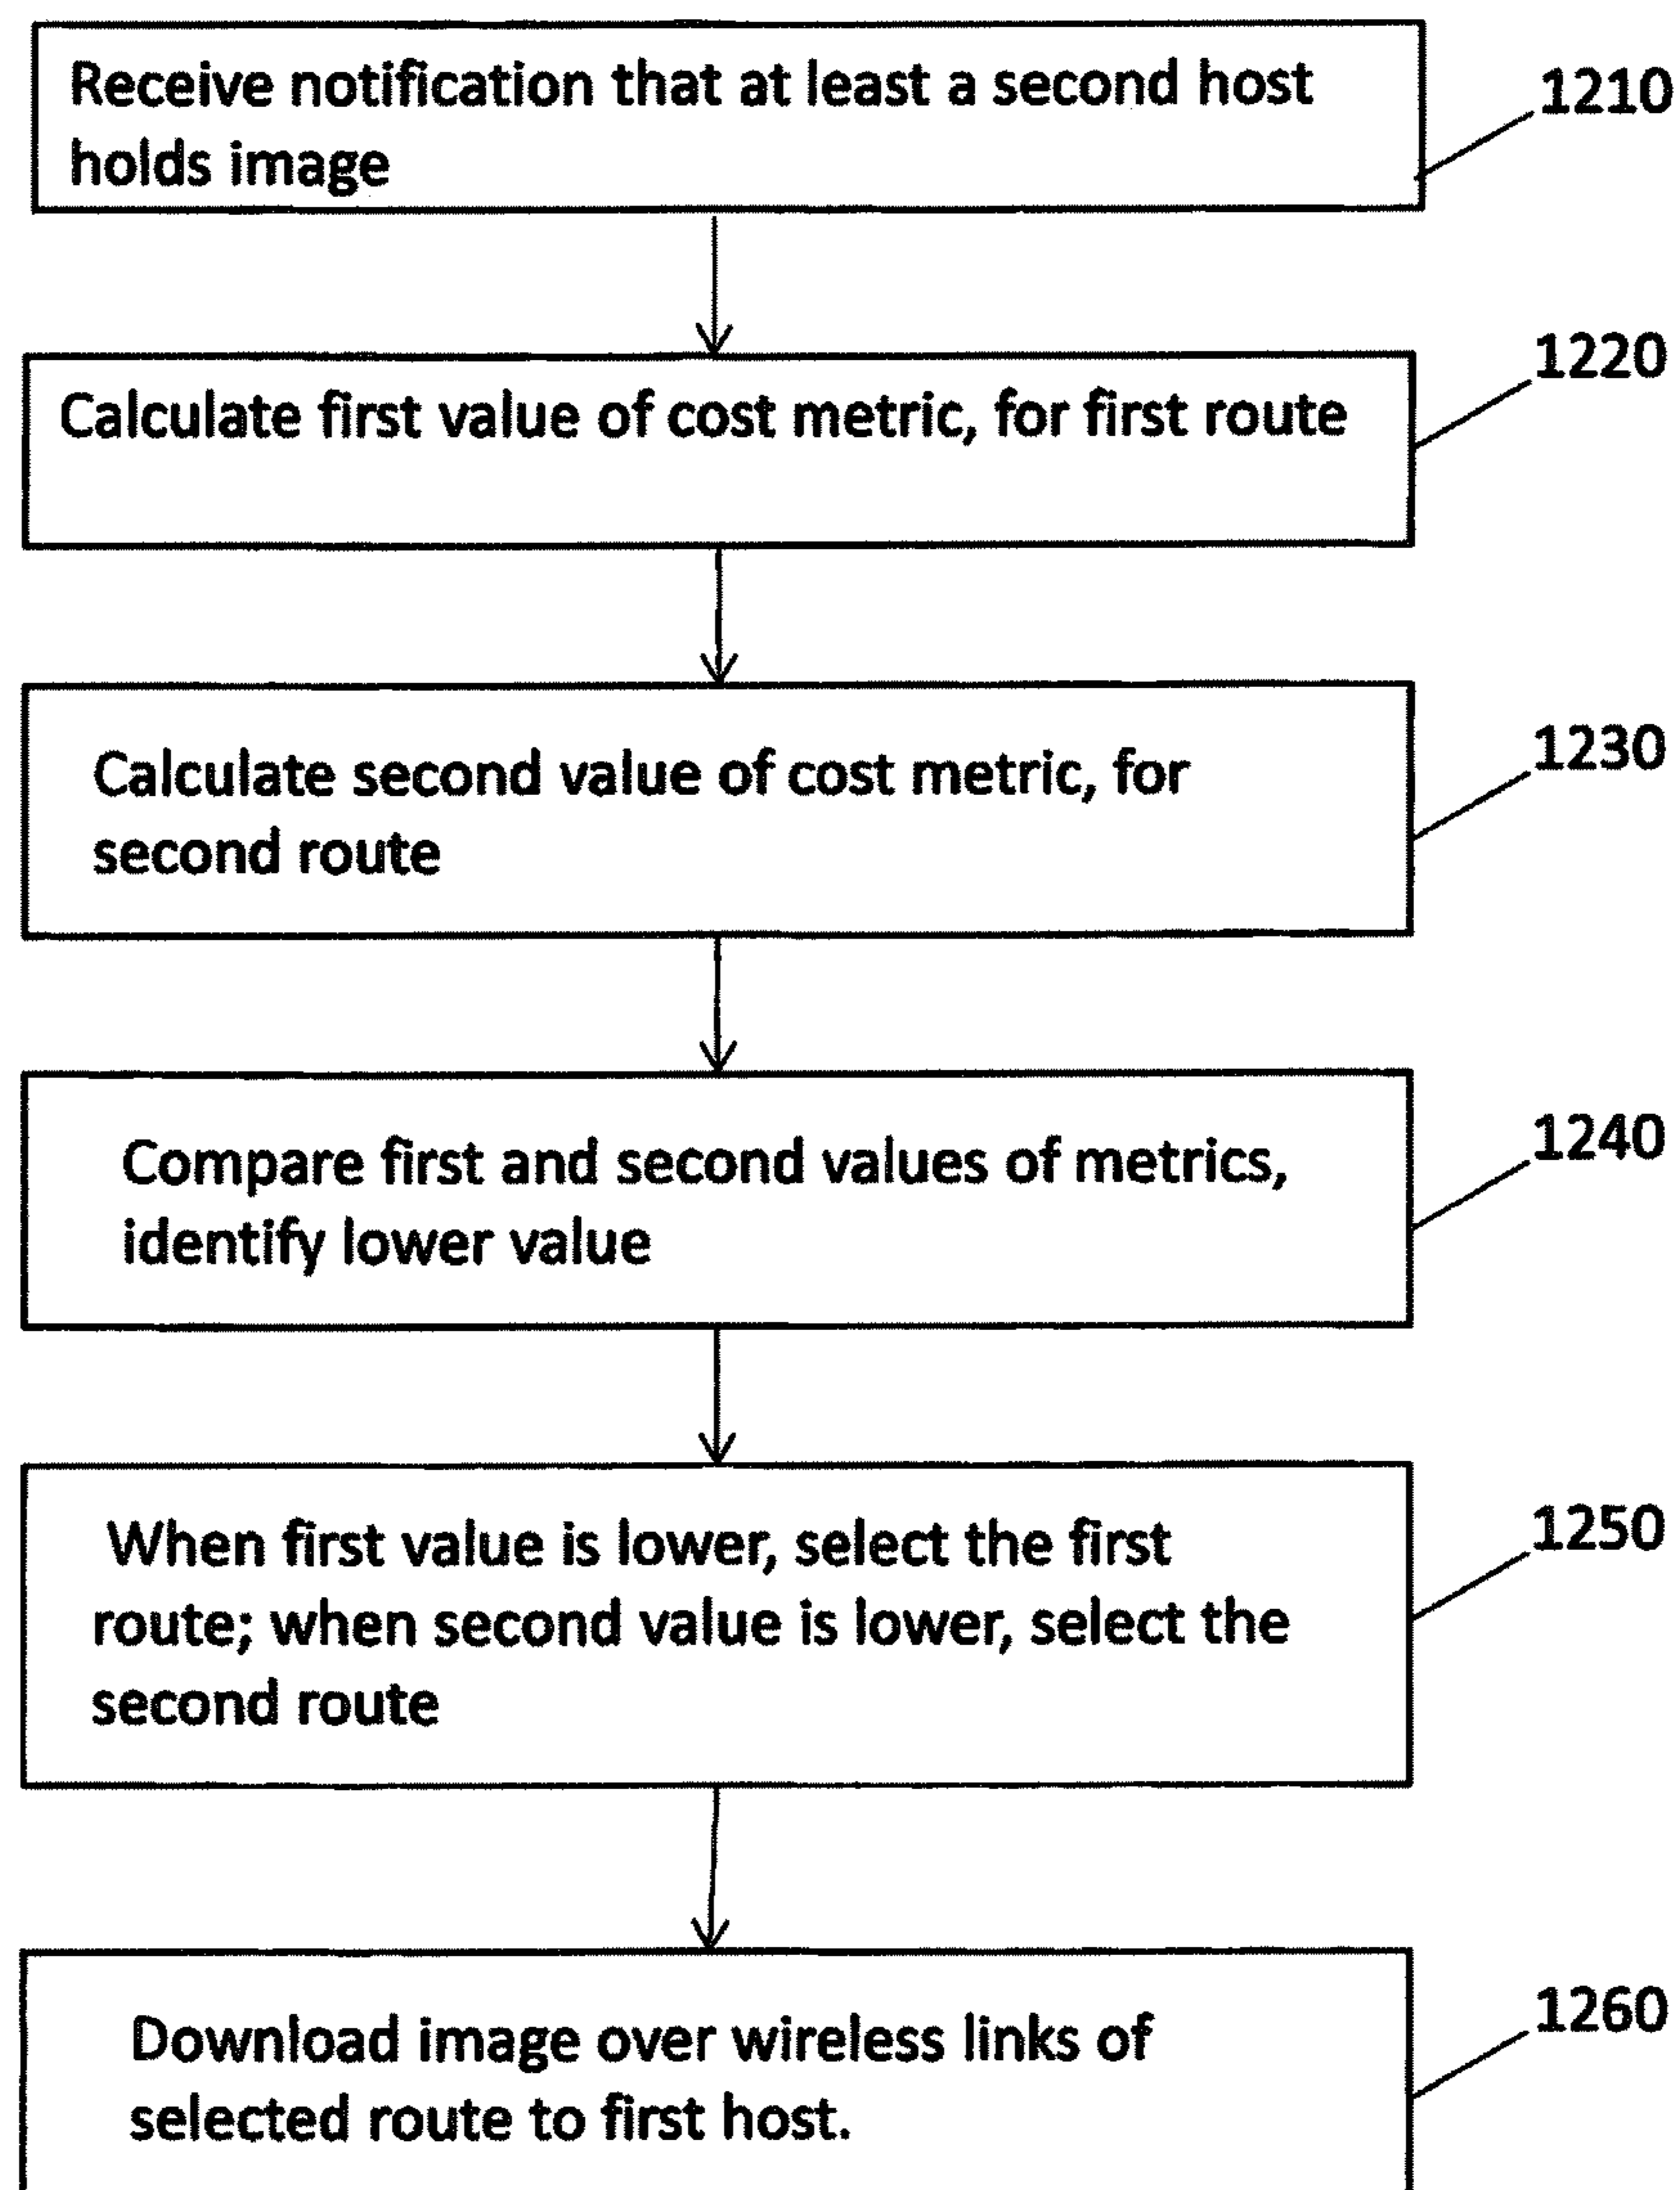 Receive notification that at least a second host
holds image
1210
Calculate first value of cost metric, for first route
1220
Calculate second value of cost metric, for
second route
1230
Compare first and second values of metrics,
identify lower value
1240
When first value is lower, select the first
route; when second value is lower, select the
second route
1250
Download image over wireless links of
selected route to first host.
1260